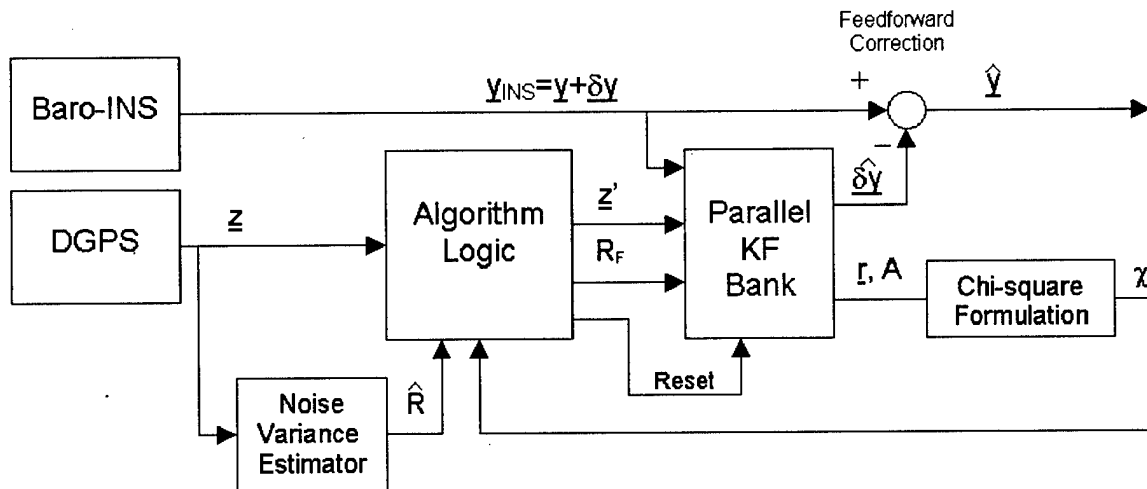 Feedforward
Correction
Baro-INS
y̲INS=y̲+δy̲
+
ŷ̲
−
DGPS
z̲
Algorithm
Logic
z̲'
R_F
Parallel
KF
Bank
δŷ̲
r̲, A
Chi-square
Formulation
χ
Reset
Noise
Variance
Estimator
R̂